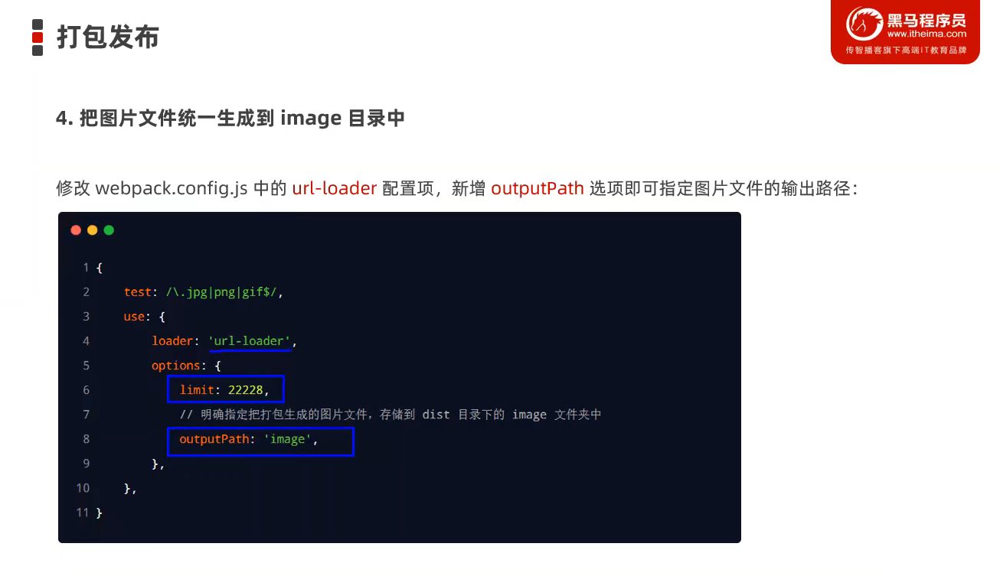 打包发布
黑马程序员
www.itheima.com
传智播客旗下高端IT教育品牌
4. 把图片文件统一生成到 image 目录中
修改 webpack.config.js 中的 url-loader 配置项，新增 outputPath 选项即可指定图片文件的输出路径：
1 {
2 test: /\.jpg|png|gif$/,
3 use: {
4 loader: 'url-loader',
5 options: {
6 limit: 22228,
7 // 明确指定把打包生成的图片文件，存储到 dist 目录下的 image 文件夹中
8 outputPath: 'image',
9 },
10 },
11 }